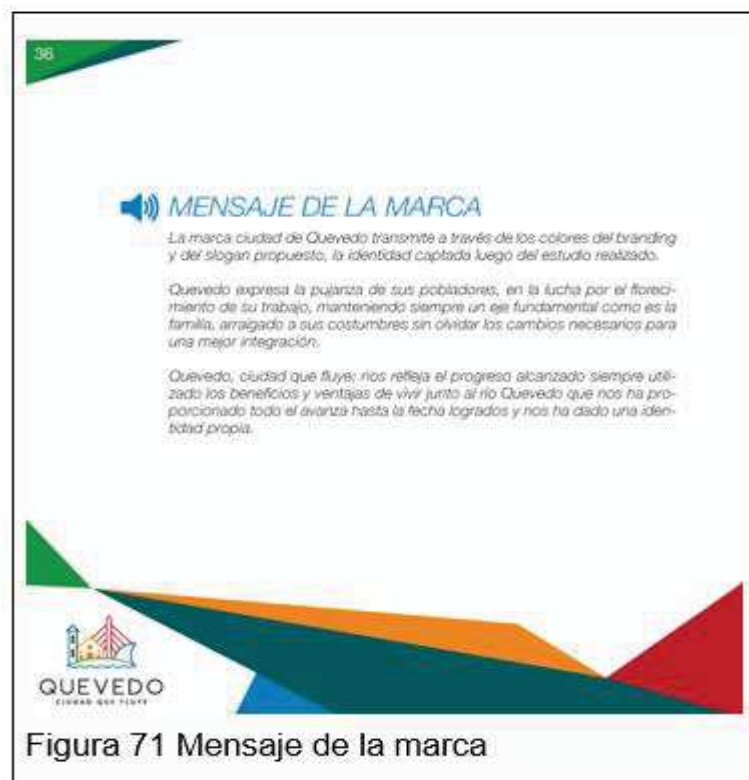 36
MENSAJE DE LA MARCA
La marca ciudad de Quevedo transmite a través de los colores del branding
y del slogan propuesto, la identidad captada luego del estudio realizado.
Quevedo expresa la pujanza de sus pobladores, en la lucha por el floreci-
miento de su trabajo, manteniendo siempre un eje fundamental como es la
familia, arraigado a sus costumbres sin olvidar los cambios necesarios para
una mejor integración.
Quevedo, ciudad que fluye; nos refleja el progreso alcanzado siempre utili-
zado los beneficios y ventajas de vivir junto al río Quevedo que nos ha pro-
porcionado todo el avanza hasta la fecha logrados y nos ha dado una iden-
tidad propia.
QUEVEDO
CIUDAD QUE FLUYE
Figura 71 Mensaje de la marca